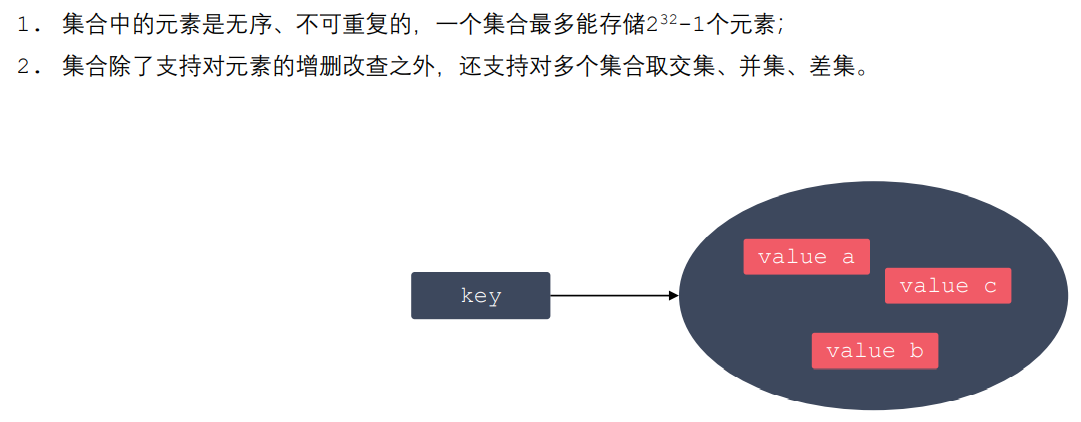 1. 集合中的元素是无序、不可重复的，一个集合最多能存储2³²-1个元素；
2. 集合除了支持对元素的增删改查之外，还支持对多个集合取交集、并集、差集。
value a
value c
key
value b